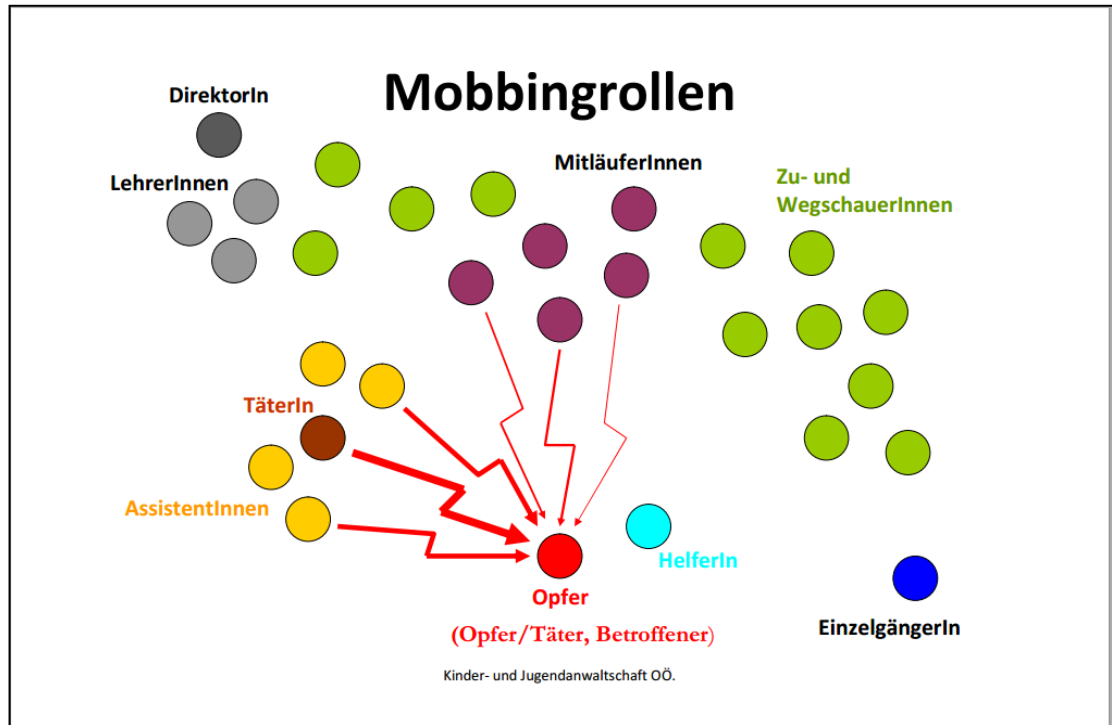 Mobbingrollen
DirektorIn
LehrerInnen
MitläuferInnen
Zu- und
WegschauerInnen
TäterIn
AssistentInnen
HelferIn
Opfer
(Opfer/Täter, Betroffener)
EinzelgängerIn
Kinder- und Jugendanwaltschaft OÖ.